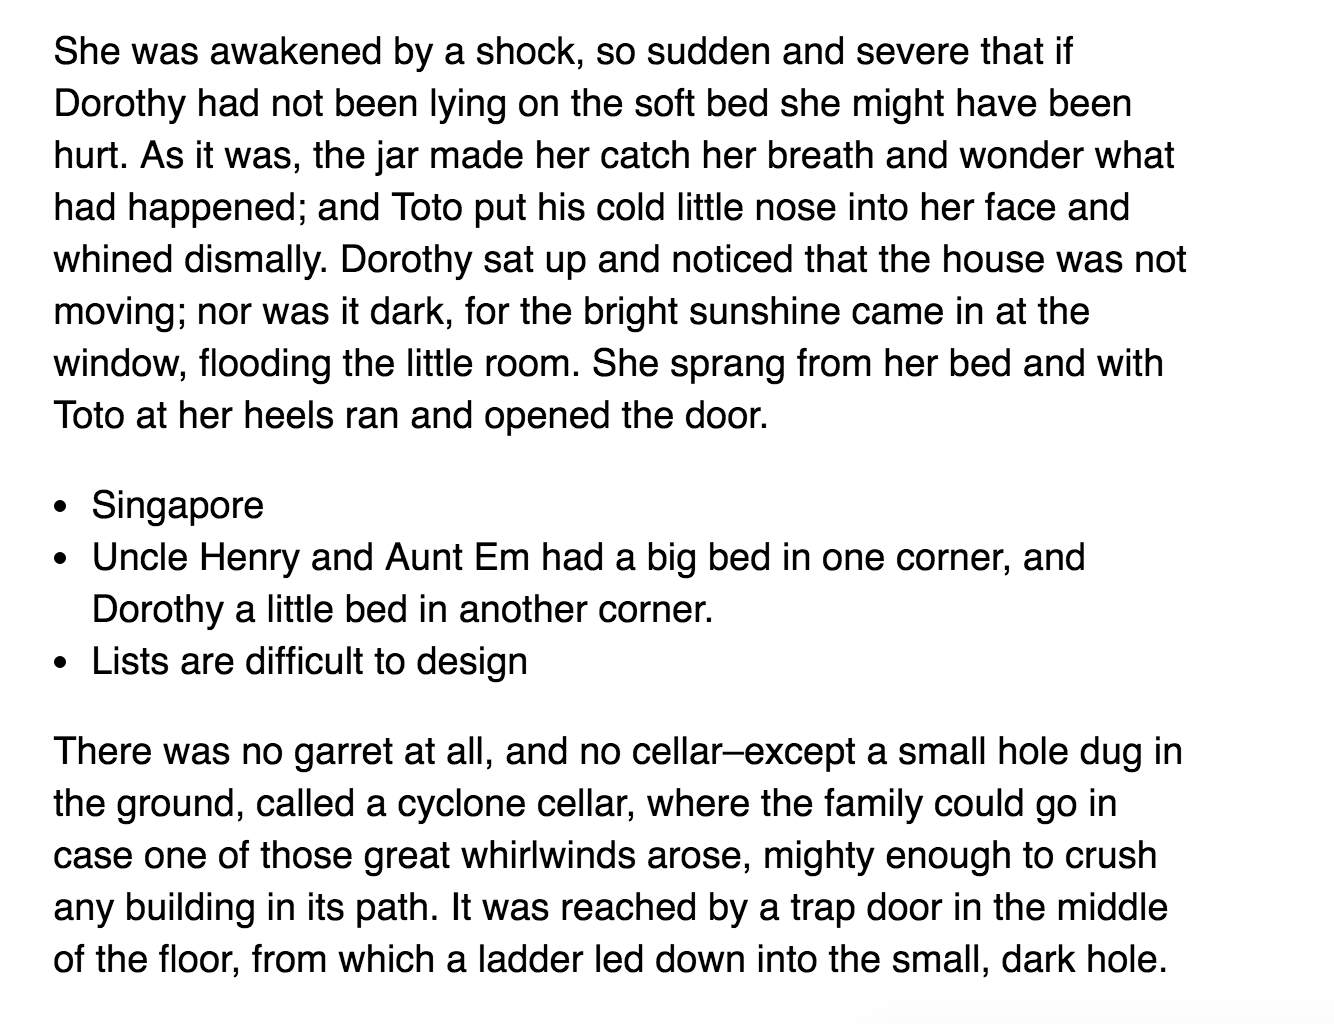 She was awakened by a shock, so sudden and severe that if
Dorothy had not been lying on the soft bed she might have been
hurt. As it was, the jar made her catch her breath and wonder what
had happened; and Toto put his cold little nose into her face and
whined dismally. Dorothy sat up and noticed that the house was not
moving; nor was it dark, for the bright sunshine came in at the
window, flooding the little room. She sprang from her bed and with
Toto at her heels ran and opened the door.
• Singapore
• Uncle Henry and Aunt Em had a big bed in one corner, and
Dorothy a little bed in another corner.
• Lists are difficult to design
There was no garret at all, and no cellar–except a small hole dug in
the ground, called a cyclone cellar, where the family could go in
case one of those great whirlwinds arose, mighty enough to crush
any building in its path. It was reached by a trap door in the middle
of the floor, from which a ladder led down into the small, dark hole.